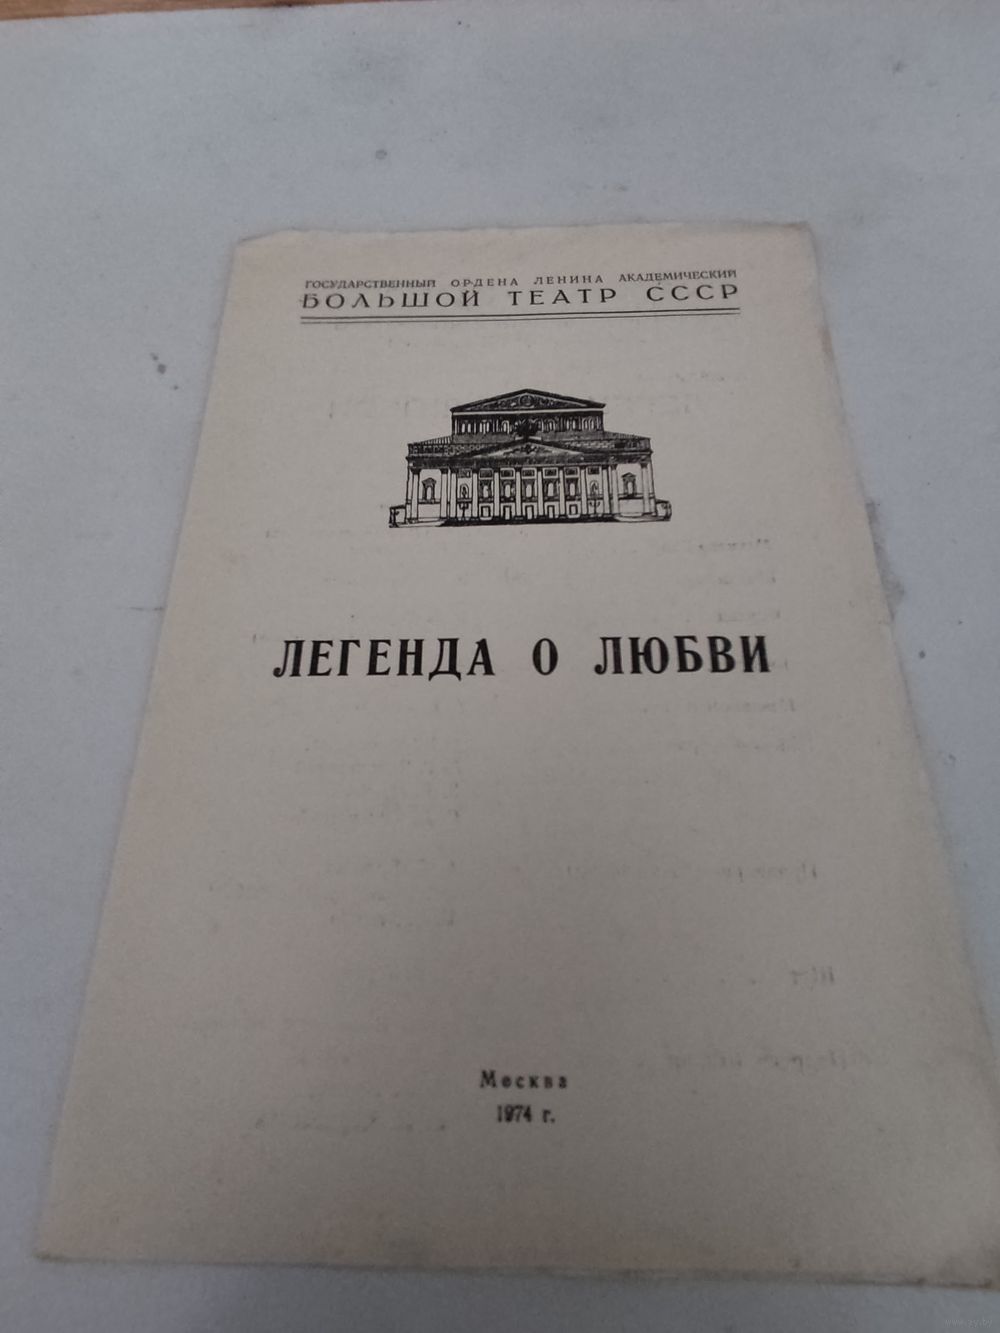 ГОСУДАРСТВЕННЫЙ ОРДЕНА ЛЕНИНА АКАДЕМИЧЕСКИЙ
БОЛЬШОЙ ТЕАТР СССР
ЛЕГЕНДА О ЛЮБВИ
Москва
1974 г.